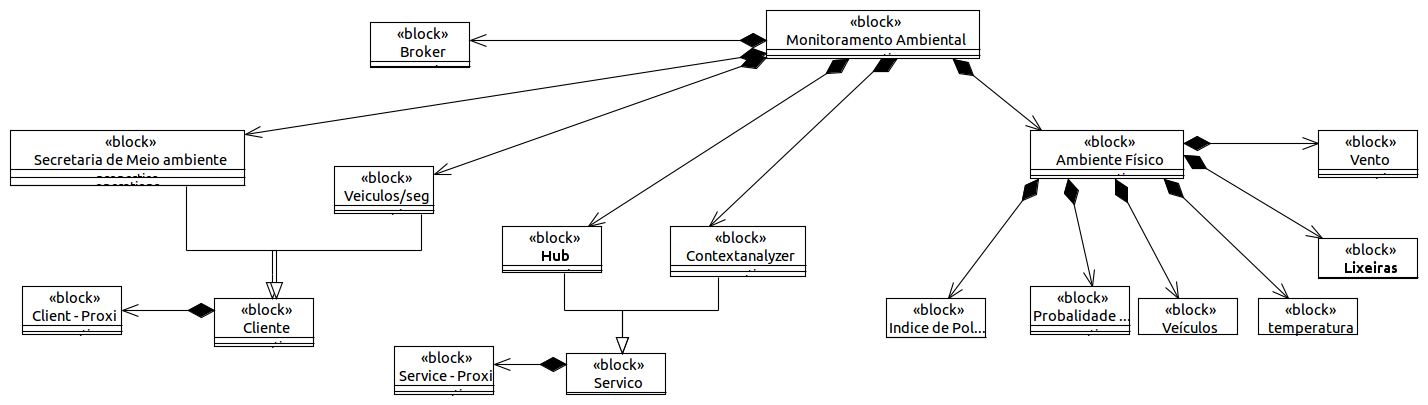 «block»
Monitoramento Ambiental
«block»
Broker
«block»
Secretaria de Meio ambiente
«block»
Ambiente Físico
«block»
Vento
«block»
Veiculos/seg
«block»
Hub
«block»
Contextanalyzer
«block»
Lixeiras
«block»
Client - Proxi
«block»
Cliente
«block»
Indice de Pol...
«block»
Probalidade ...
«block»
Veículos
«block»
temperatura
«block»
Service - Proxi
«block»
Servico